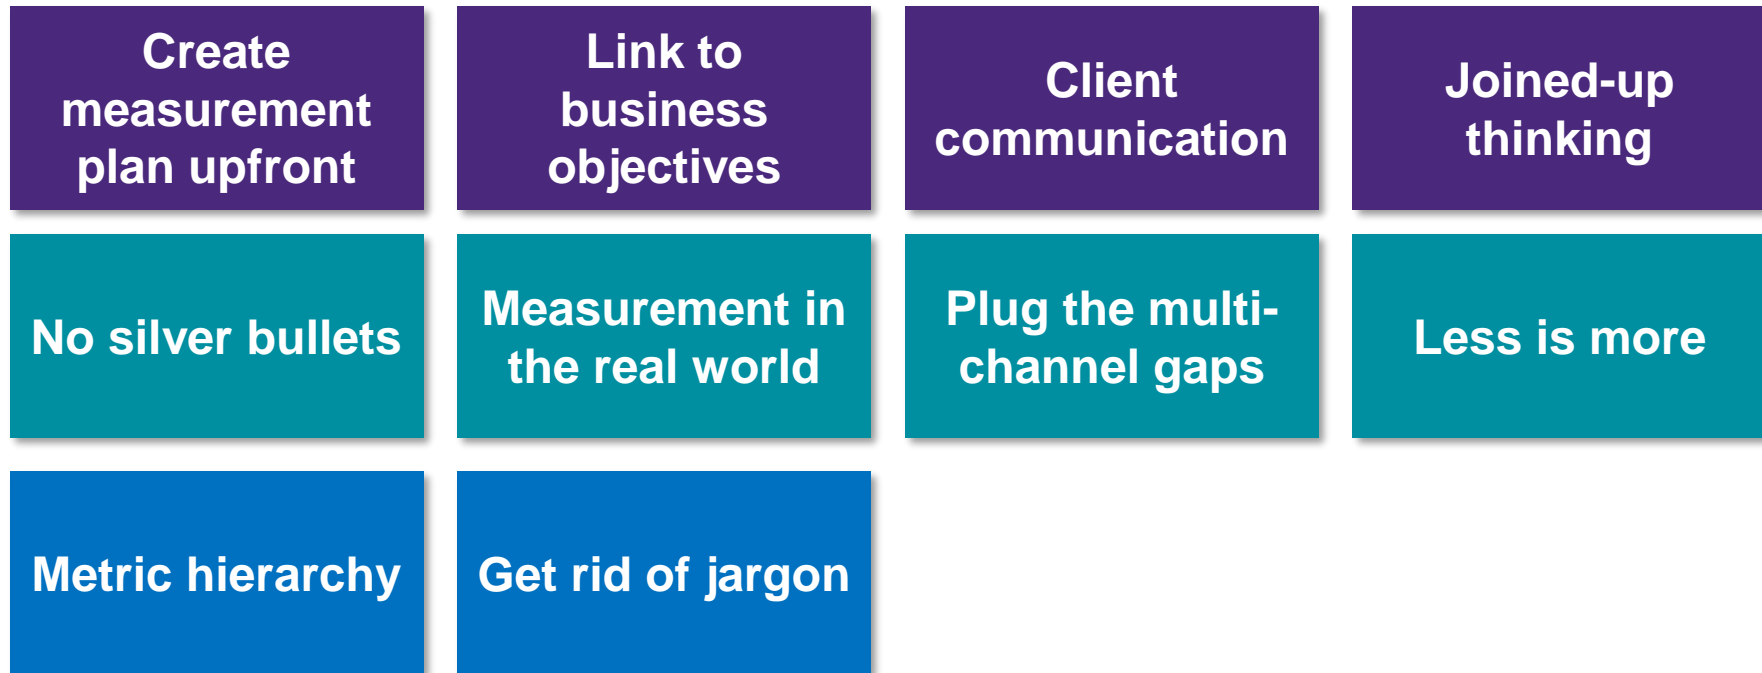 Create
measurement
plan upfront
Link to
business
objectives
Client
communication
Joined-up
thinking
No silver bullets
Measurement in
the real world
Plug the multi-
channel gaps
Less is more
Metric hierarchy
Get rid of jargon